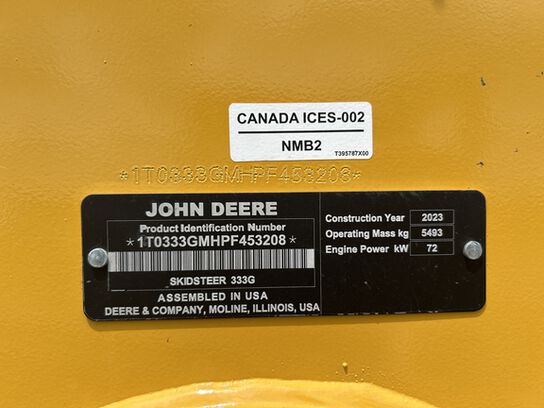 CANADA ICES-002
NMB2
T395787X00
*1T0333GMHPF453208*
JOHN DEERE
Product Identification Number
*1T0333GMHPF453208*
SKIDSTEER 333G
ASSEMBLED IN USA
DEERE & COMPANY, MOLINE, ILLINOIS, USA
Construction Year 2023
Operating Mass kg 5493
Engine Power kW 72